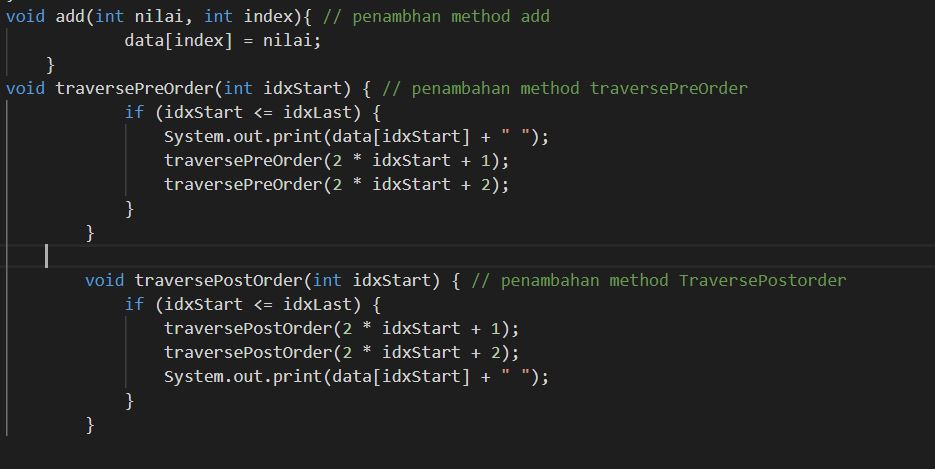 void add(int nilai, int index){ // penambhan method add
data[index] = nilai;
}
void traversePreOrder(int idxStart) { // penambahan method traversePreOrder
if (idxStart <= idxLast) {
System.out.print(data[idxStart] + " ");
traversePreOrder(2 * idxStart + 1);
traversePreOrder(2 * idxStart + 2);
}
}
void traversePostOrder(int idxStart) { // penambahan method TraversePostorder
if (idxStart <= idxLast) {
traversePostOrder(2 * idxStart + 1);
traversePostOrder(2 * idxStart + 2);
System.out.print(data[idxStart] + " ");
}
}